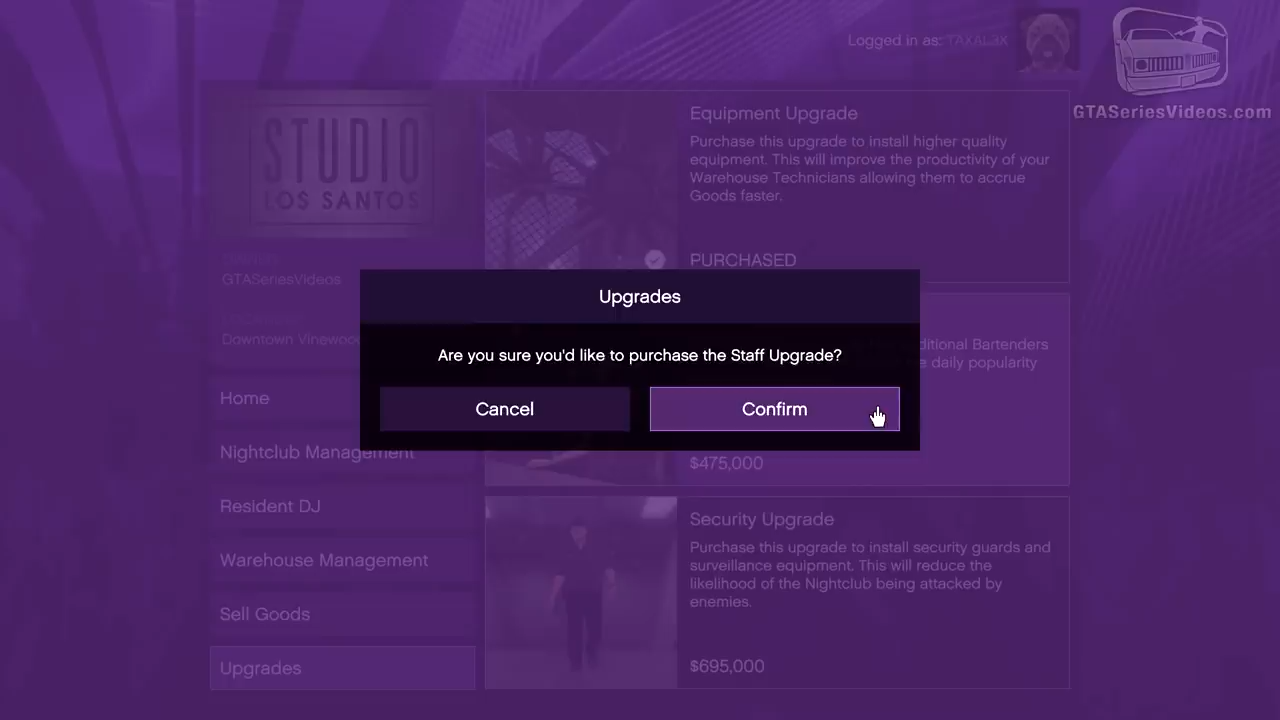 Logged in as: TAXAL3X
GTASeriesVideos.com
STUDIO
LOS SANTOS
GTASeriesVideos
Downtown Vinewood
Home
Nightclub Management
Resident DJ
Warehouse Management
Sell Goods
Upgrades
Equipment Upgrade
Purchase this upgrade to install higher quality
equipment. This will improve the productivity of your
Warehouse Technicians allowing them to accrue
Goods faster.
PURCHASED
Upgrades
Are you sure you'd like to purchase the Staff Upgrade?
Cancel
Confirm
Bartenders
daily popularity
$475,000
Security Upgrade
Purchase this upgrade to install security guards and
surveillance equipment. This will reduce the
likelihood of the Nightclub being attacked by
enemies.
$695,000